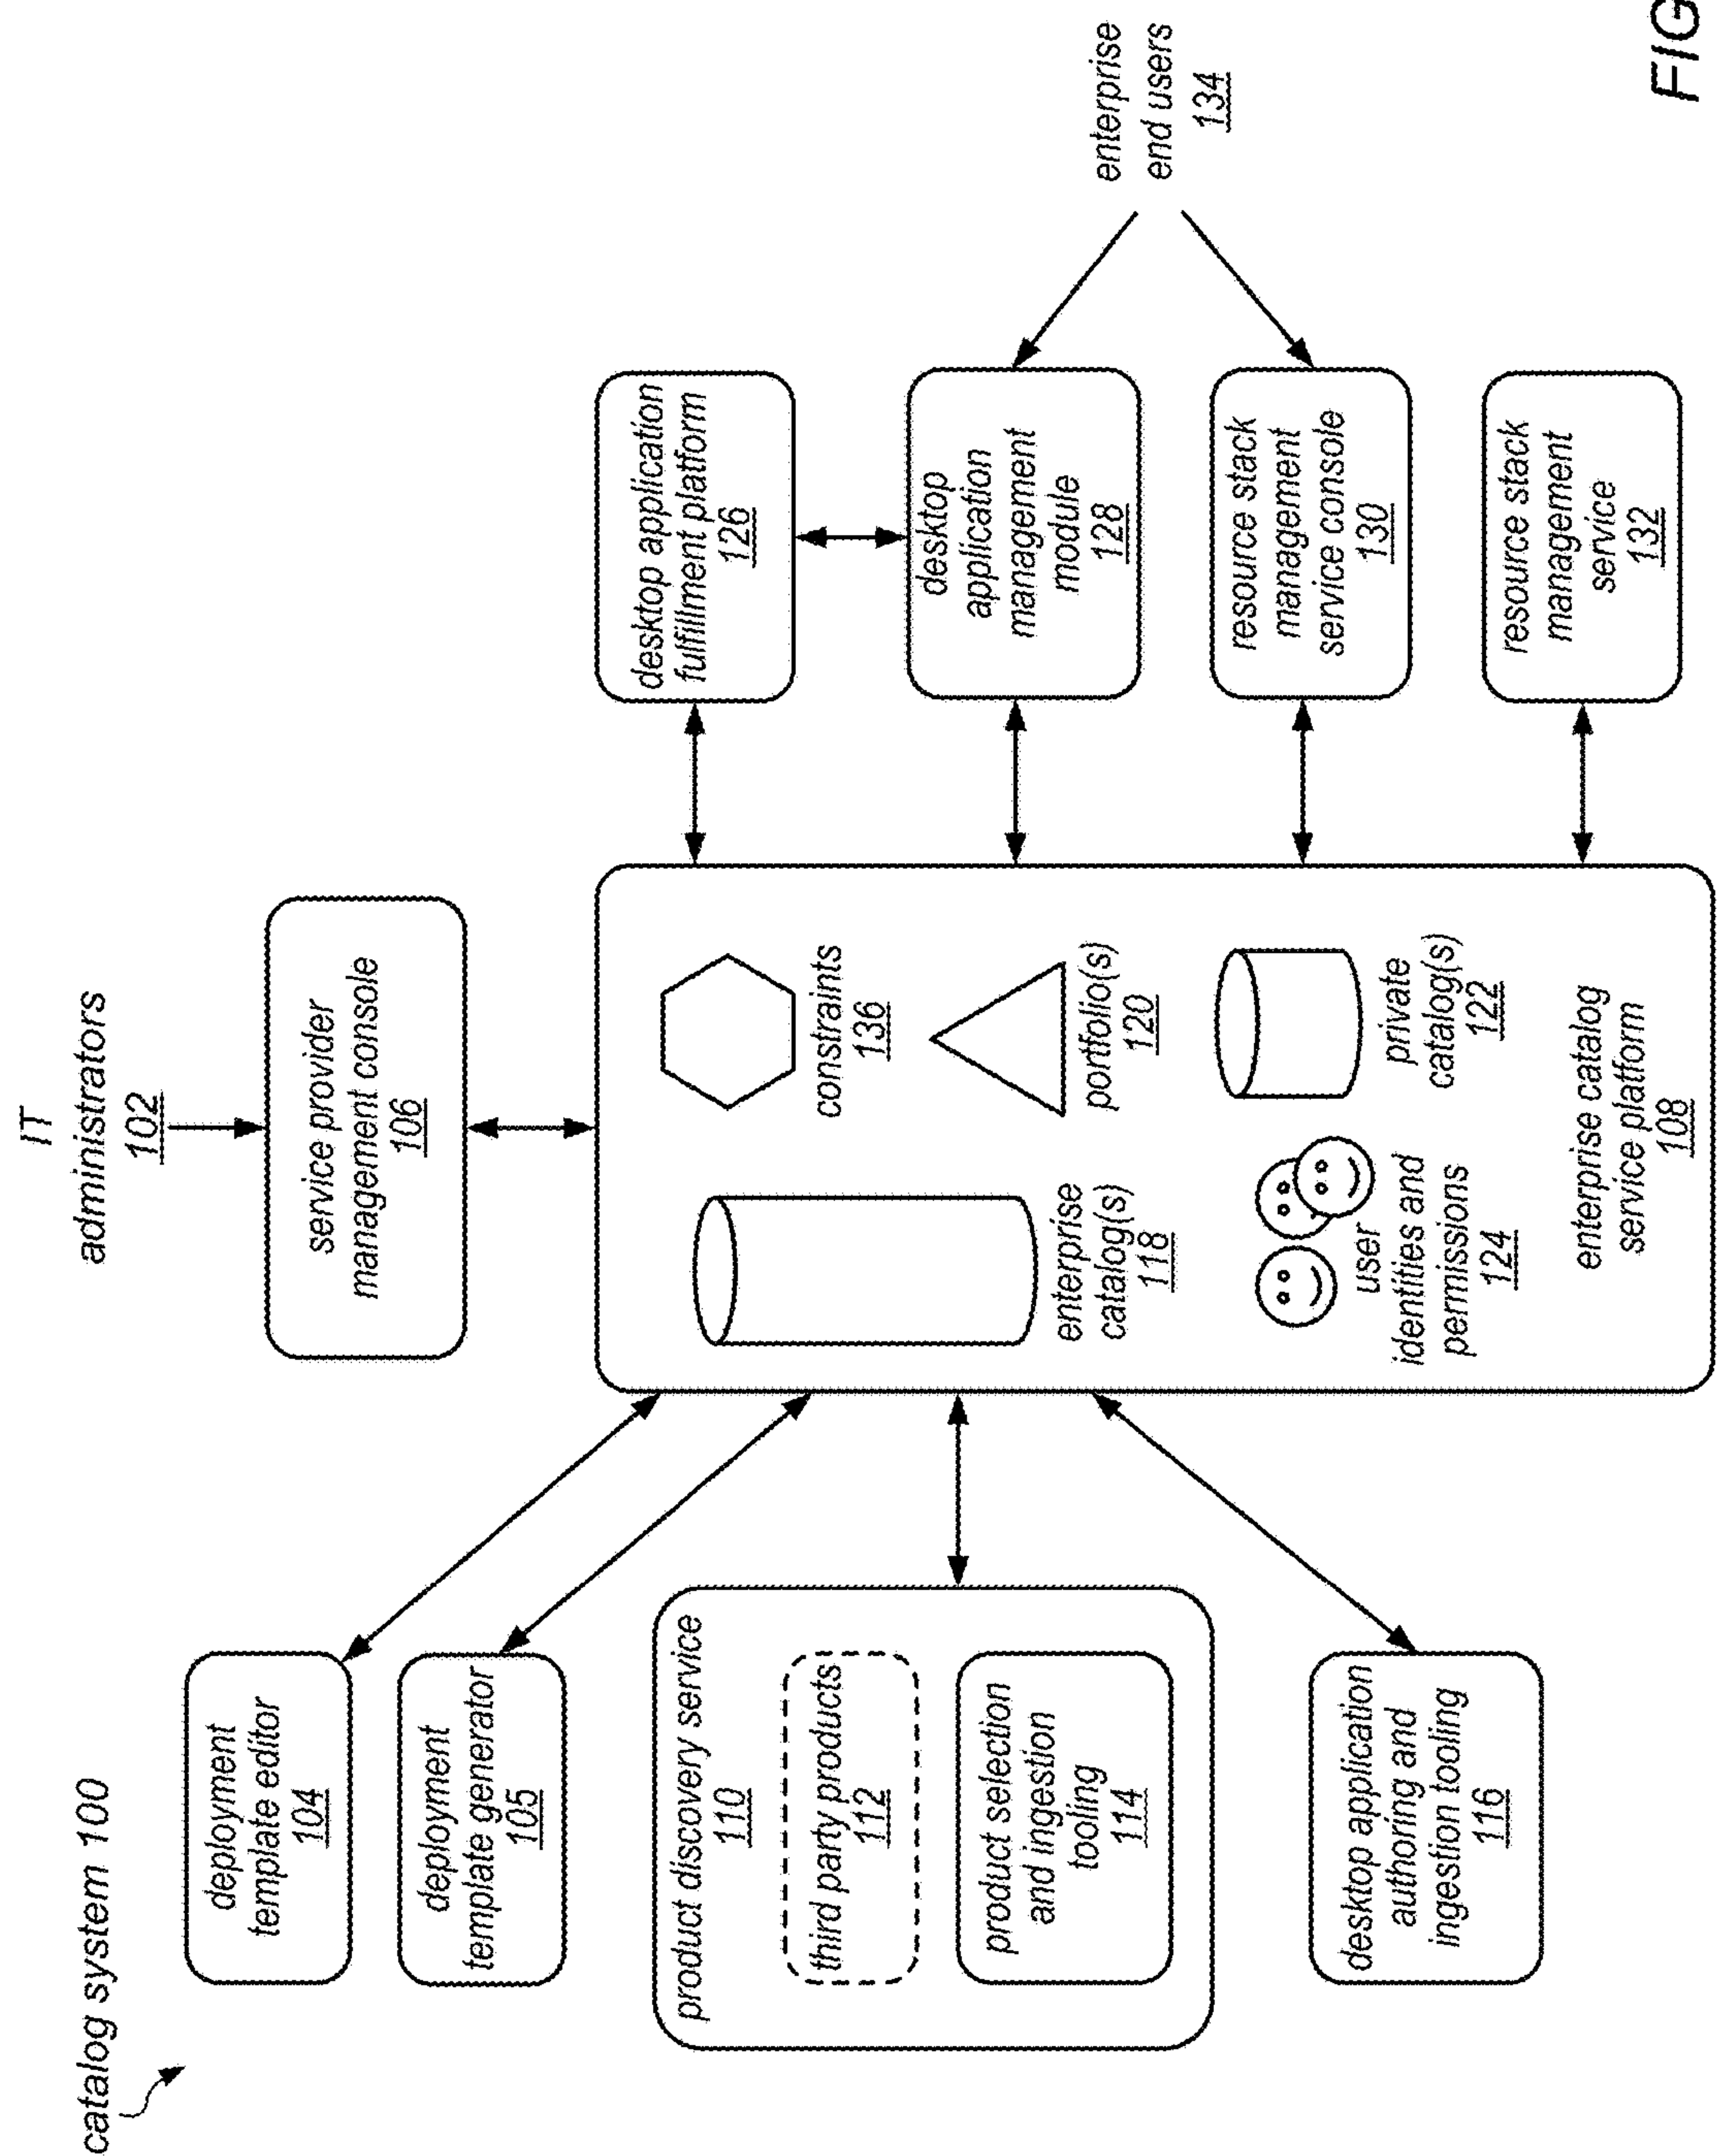 catalog system 100
IT
administrators
102
service provider
management console
106
deployment
template editor
104
deployment
template generator
105
product discovery service
110
third party products
112
product selection
and ingestion
tooling
114
desktop application
authoring and
ingestion tooling
116
enterprise
catalog(s)
118
constraints
136
portfolio(s)
120
user
identities and
permissions
124
private
catalog(s)
122
enterprise catalog
service platform
108
desktop application
fulfillment platform
126
desktop
application
management
module
128
resource stack
management
service console
130
resource stack
management
service
132
enterprise
end users
134
FIG